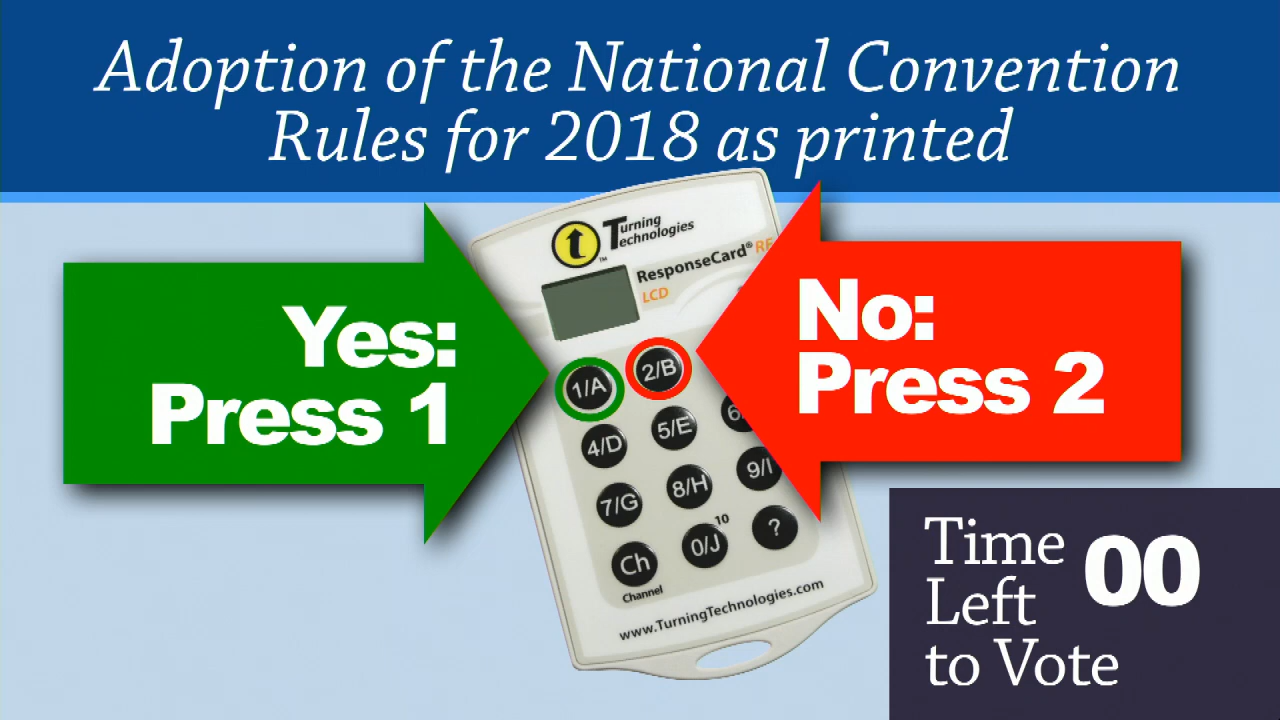 Adoption of the National Convention
Rules for 2018 as printed
Turning
Technologies
™
ResponseCard® RF
LCD
Yes:
Press 1
No:
Press 2
1/A
2/B
4/D
5/E
7/G
8/H
9/I
Ch
0/J
10
?
Channel
www.TurningTechnologies.com
Time
Left
to Vote
00